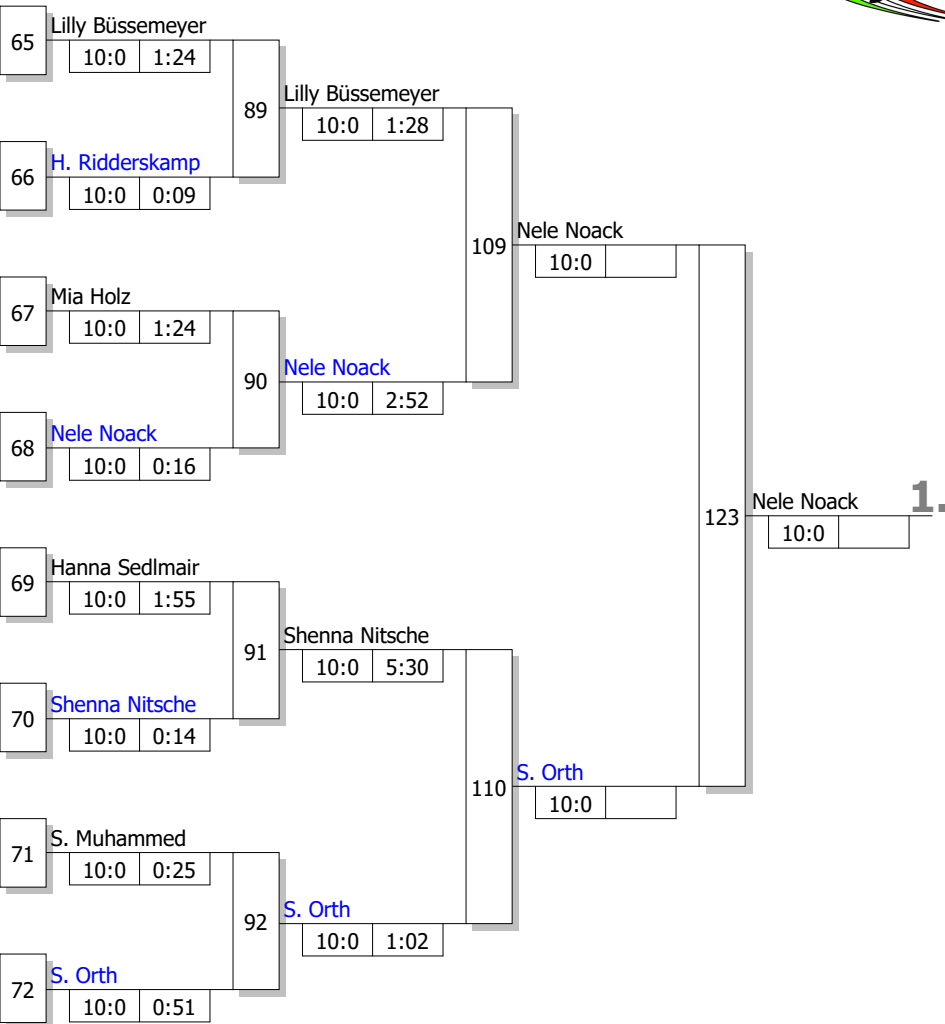 65 Lilly Büssemeyer
10:0 1:24
89 Lilly Büssemeyer
10:0 1:28
66 H. Ridderskamp
10:0 0:09
109 Nele Noack
10:0
67 Mia Holz
10:0 1:24
90 Nele Noack
10:0 2:52
68 Nele Noack
10:0 0:16
123 Nele Noack 1.
10:0
69 Hanna Sedlmair
10:0 1:55
91 Shenna Nitsche
10:0 5:30
70 Shenna Nitsche
10:0 0:14
110 S. Orth
10:0
71 S. Muhammed
10:0 0:25
92 S. Orth
10:0 1:02
72 S. Orth
10:0 0:51